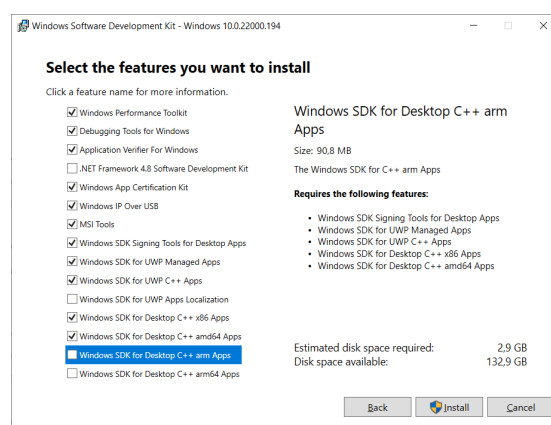 Windows Software Development Kit - Windows 10.0.22000.194
Select the features you want to install
Click a feature name for more information.
Windows Performance Toolkit
Debugging Tools for Windows
Application Verifier For Windows
.NET Framework 4.8 Software Development Kit
Windows App Certification Kit
Windows IP Over USB
MSI Tools
Windows SDK Signing Tools for Desktop Apps
Windows SDK for UWP Managed Apps
Windows SDK for UWP C++ Apps
Windows SDK for UWP Apps Localization
Windows SDK for Desktop C++ x86 Apps
Windows SDK for Desktop C++ amd64 Apps
Windows SDK for Desktop C++ arm Apps
Windows SDK for Desktop C++ arm64 Apps
Windows SDK for Desktop C++ arm
Apps
Size: 90,8 MB
The Windows SDK for C++ arm Apps
Requires the following features:
• Windows SDK Signing Tools for Desktop Apps
• Windows SDK for UWP Managed Apps
• Windows SDK for UWP C++ Apps
• Windows SDK for Desktop C++ x86 Apps
• Windows SDK for Desktop C++ amd64 Apps
Estimated disk space required: 2,9 GB
Disk space available: 132,9 GB
Back Install Cancel